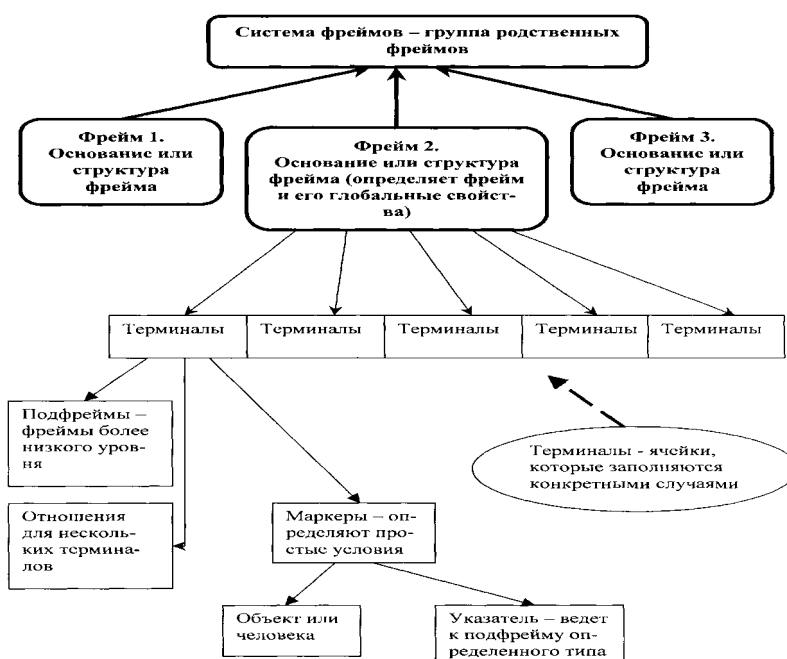 Система фреймов – группа родственных
фреймов
Фрейм 1.
Основание или
структура
фрейма
Фрейм 2.
Основание или структура
фрейма (определяет фрейм
и его глобальные свойст-
ва)
Фрейм 3.
Основание или
структура
фрейма
Терминалы
Терминалы
Терминалы
Терминалы
Терминалы
Подфреймы –
фреймы более
низкого уров-
ня
Терминалы - ячейки,
которые заполняются
конкретными случаями
Отношения
для несколь-
ких термина-
лов
Маркеры – оп-
ределяют про-
стые условия
Объект или
человека
Указатель – ведет
к подфрейму оп-
ределенного типа